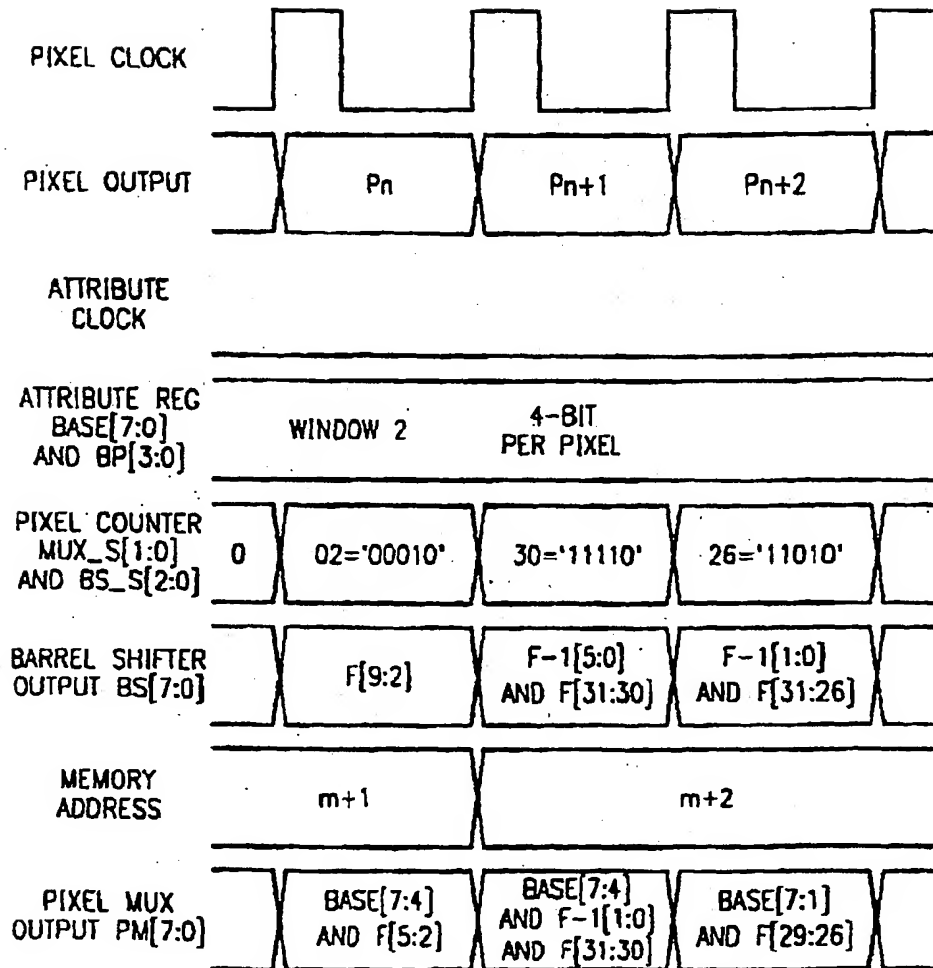 PIXEL CLOCK
PIXEL OUTPUT
Pn
Pn+1
Pn+2
ATTRIBUTE
CLOCK
ATTRIBUTE REG
BASE[7:0]
AND BP[3:0]
WINDOW 2
4-BIT
PER PIXEL
PIXEL COUNTER
MUX_S[1:0]
AND BS_S[2:0]
0
02='00010'
30='11110'
26='11010'
BARREL SHIFTER
OUTPUT BS[7:0]
F[9:2]
F-1[5:0]
AND F[31:30]
F-1[1:0]
AND F[31:26]
MEMORY
ADDRESS
m+1
m+2
PIXEL MUX
OUTPUT PM[7:0]
BASE[7:4]
AND F[5:2]
BASE[7:4]
AND F-1[1:0]
AND F[31:30]
BASE[7:1]
AND F[29:26]